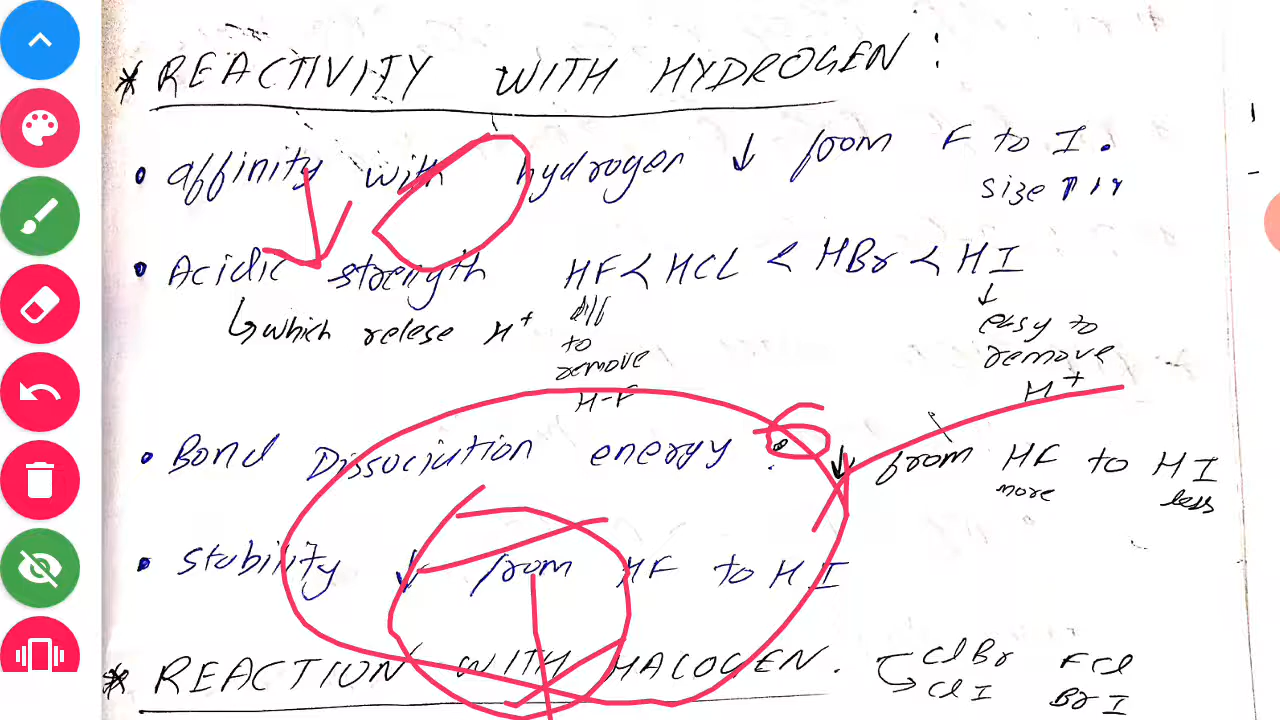 * REACTIVITY WITH HYDROGEN:
• affinity with hydrogen ↓ from F to I.
size ↑
• Acidic strength HF < HCL < HBr < HI
↳ which relese H+
diff to remove H-F
↓ easy to remove H+
• Bond Dissociution energy ↓ from HF to HI
more less
• stability ↓ from HF to HI
* REACTION WITH HALOGEN. ClBr FCl
ClI BrI